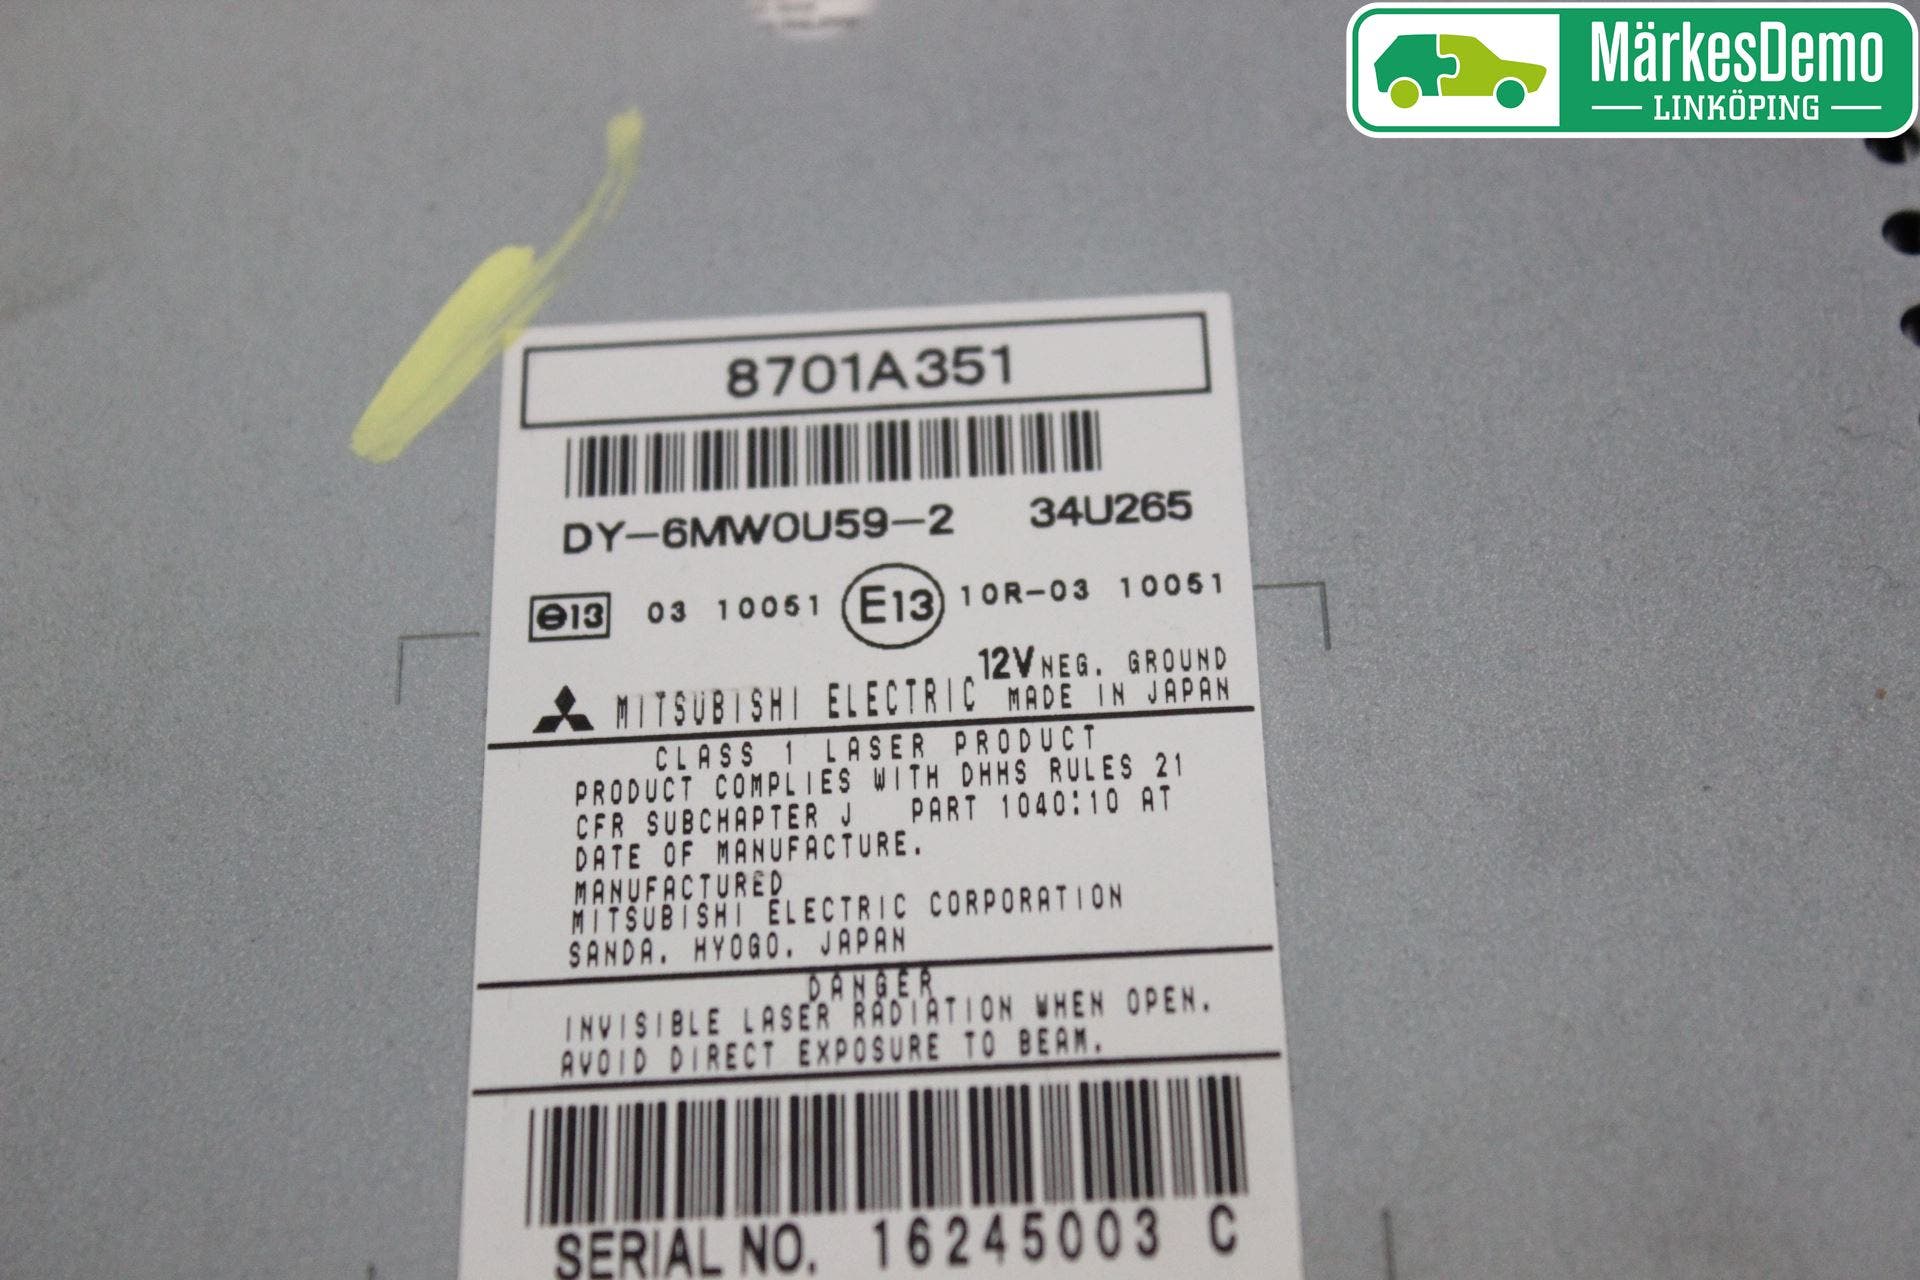 MärkesDemo
LINKÖPING
8701A351
DY-6MW0U59-2 34U265
e13 03 10051 E13 10R-03 10051
12V NEG. GROUND
MITSUBISHI ELECTRIC MADE IN JAPAN
CLASS 1 LASER PRODUCT
PRODUCT COMPLIES WITH DHHS RULES 21
CFR SUBCHAPTER J PART 1040:10 AT
DATE OF MANUFACTURE.
MANUFACTURED
MITSUBISHI ELECTRIC CORPORATION
SANDA. HYOGO. JAPAN
DANGER
INVISIBLE LASER RADIATION WHEN OPEN.
AVOID DIRECT EXPOSURE TO BEAM.
SERIAL NO. 16245003 C